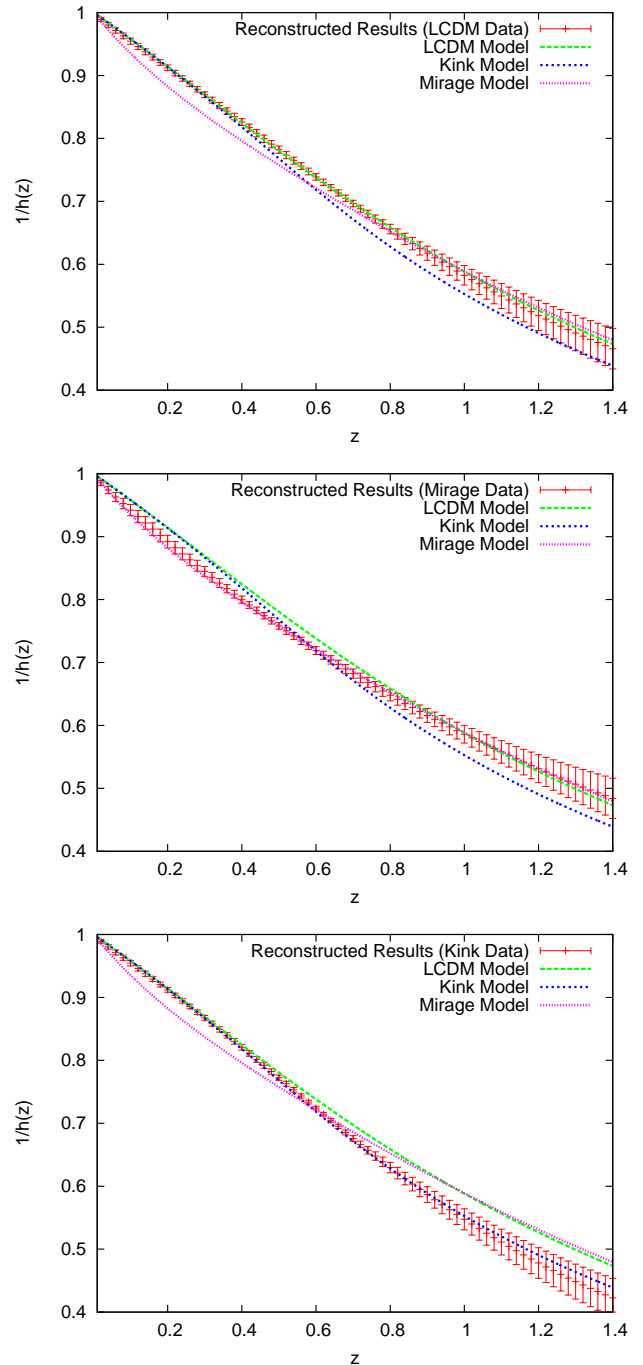 Reconstructed Results (LCDM Data)
LCDM Model
Kink Model
Mirage Model
1
0.9
0.8
0.7
0.6
0.5
0.4
1/h(z)
0.2 0.4 0.6 0.8 1 1.2 1.4
z
Reconstructed Results (Mirage Data)
LCDM Model
Kink Model
Mirage Model
1
0.9
0.8
0.7
0.6
0.5
0.4
1/h(z)
0.2 0.4 0.6 0.8 1 1.2 1.4
z
Reconstructed Results (Kink Data)
LCDM Model
Kink Model
Mirage Model
1
0.9
0.8
0.7
0.6
0.5
0.4
1/h(z)
0.2 0.4 0.6 0.8 1 1.2 1.4
z